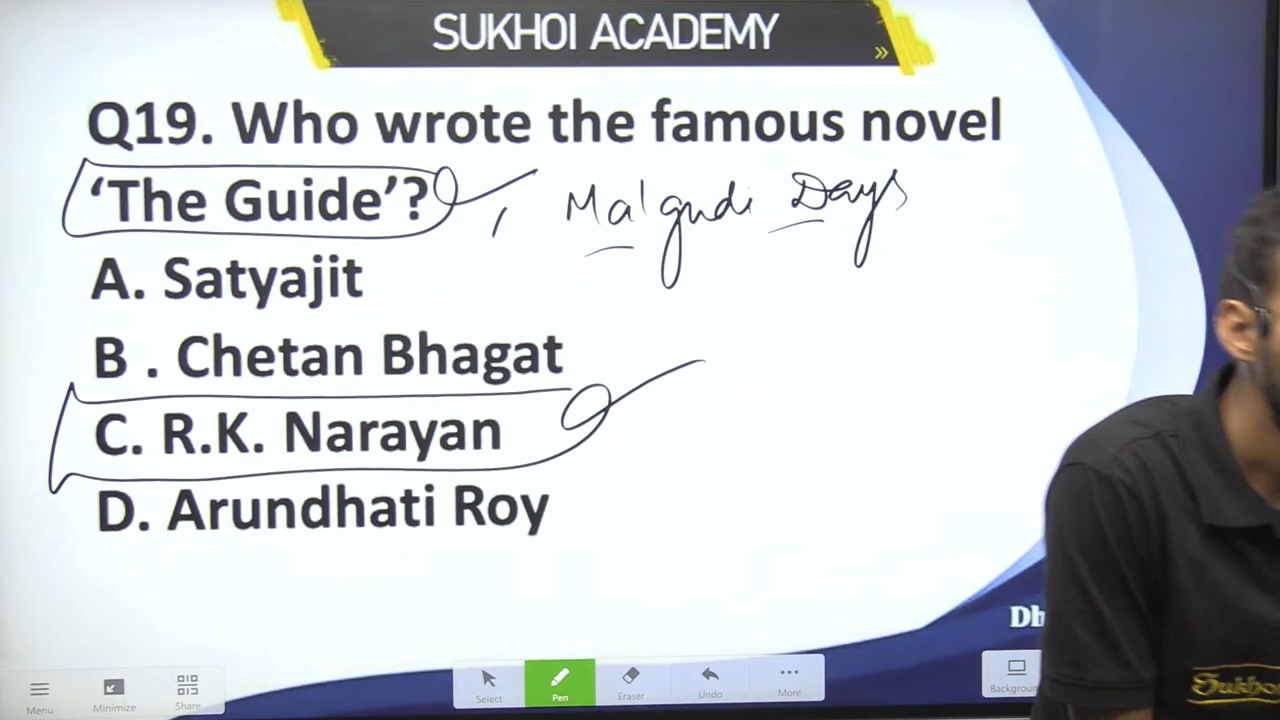 SUKHOI ACADEMY
Q19. Who wrote the famous novel
‘The Guide’? , Malgudi Days
A. Satyajit
B . Chetan Bhagat
C. R.K. Narayan
D. Arundhati Roy
Select
Pen
Eraser
Undo
More
Menu
Minimize
Share